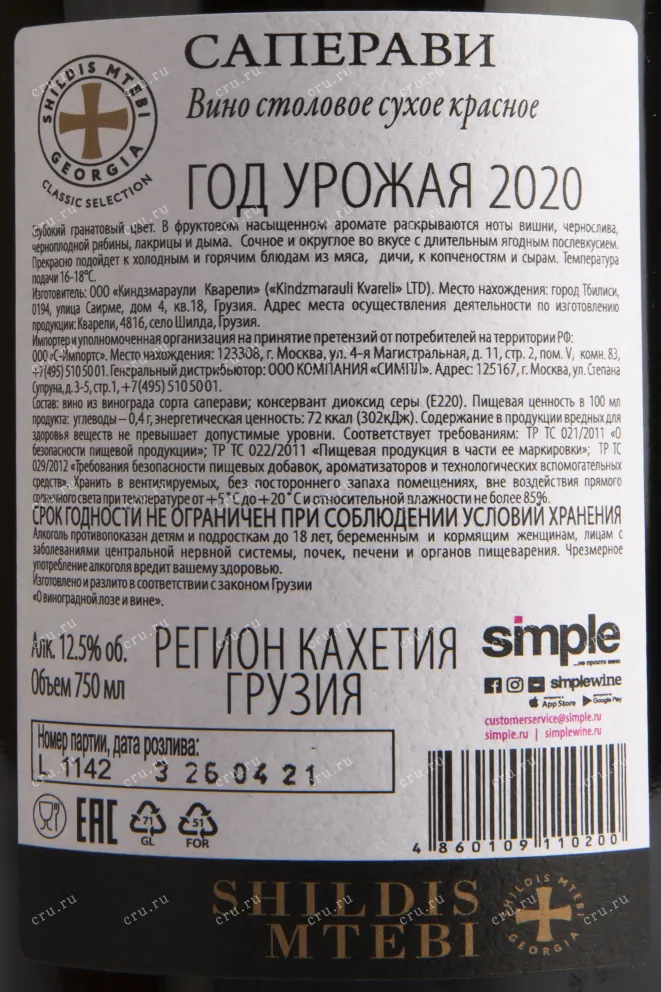 САПЕРАВИ
Вино столовое сухое красное
SHILDIS MTEBI
GEORGIA
CLASSIC SELECTION
ГОД УРОЖАЯ 2020
Глубокий гранатовый цвет. В фруктовом насыщенном аромате раскрываются ноты вишни, чернослива,
черноплодной рябины, лакрицы и дыма. Сочное и округлое во вкусе с длительным ягодным послевкусием.
Прекрасно подойдет к холодным и горячим блюдам из мяса, дичи, к копченостям и сырам. Температура
подачи 16-18°С.
Изготовитель: ООО «Киндзмараули Кварели» («Kindzmarauli Kvareli» LTD). Место нахождения: город Тбилиси,
0194, улица Саирме, дом 4, кв.18, Грузия. Адрес места осуществления деятельности по изготовлению
продукции: Кварели, 4816, село Шилда, Грузия.
Импортер и уполномоченная организация на принятие претензий от потребителей на территории РФ:
ООО «С-Импортс». Место нахождения: 123308, г. Москва, ул. 4-я Магистральная, д. 11, стр. 2, пом. V, комн. 83,
+7(495) 510 50 01. Генеральный дистрибьютор: ООО КОМПАНИЯ «СИМПЛ». Адрес: 125167, г. Москва, ул. Степана
Супруна, д. 3-5, стр.1, +7(495) 510 50 01.
Состав: вино из винограда сорта саперави; консервант диоксид серы (Е220). Пищевая ценность в 100 мл
продукта: углеводы – 0,4 г, энергетическая ценность: 72 ккал (302кДж). Содержание в продукции вредных для
здоровья веществ не превышает допустимые уровни. Соответствует требованиям: ТР ТС 021/2011 «О
безопасности пищевой продукции»; ТР ТС 022/2011 «Пищевая продукция в части ее маркировки»; ТР ТС
029/2012 «Требования безопасности пищевых добавок, ароматизаторов и технологических вспомогательных
средств» Хранить в вентилируемых, без постороннего запаха помещениях, вне воздействия прямого
солнечного света при температуре от +5°С до +20°С и относительной влажности не более 85%.
СРОК ГОДНОСТИ НЕ ОГРАНИЧЕН ПРИ СОБЛЮДЕНИИ УСЛОВИЙ ХРАНЕНИЯ
Алкоголь противопоказан детям и подросткам до 18 лет, беременным и кормящим женщинам, лицам с
заболеваниями центральной нервной системы, почек, печени и органов пищеварения. Чрезмерное
употребление алкоголя вредит вашему здоровью.
Изготовлено и разлито в соответствии с законом Грузии
«О виноградной лозе и вине».
Алк. 12.5% об.
Объем 750 мл
РЕГИОН КАХЕТИЯ
ГРУЗИЯ
simple
...не просто вино
simplewine
App Store
Google Play
customerservice@simple.ru
simple.ru | simplewine.ru
Номер партии, дата розлива:
L 1142 3 26.04 21
EAC
71
GL
51
FOR
4 860109 110200
SHILDIS
MTEBI
SHILDIS MTEBI
GEORGIA
cru.ru